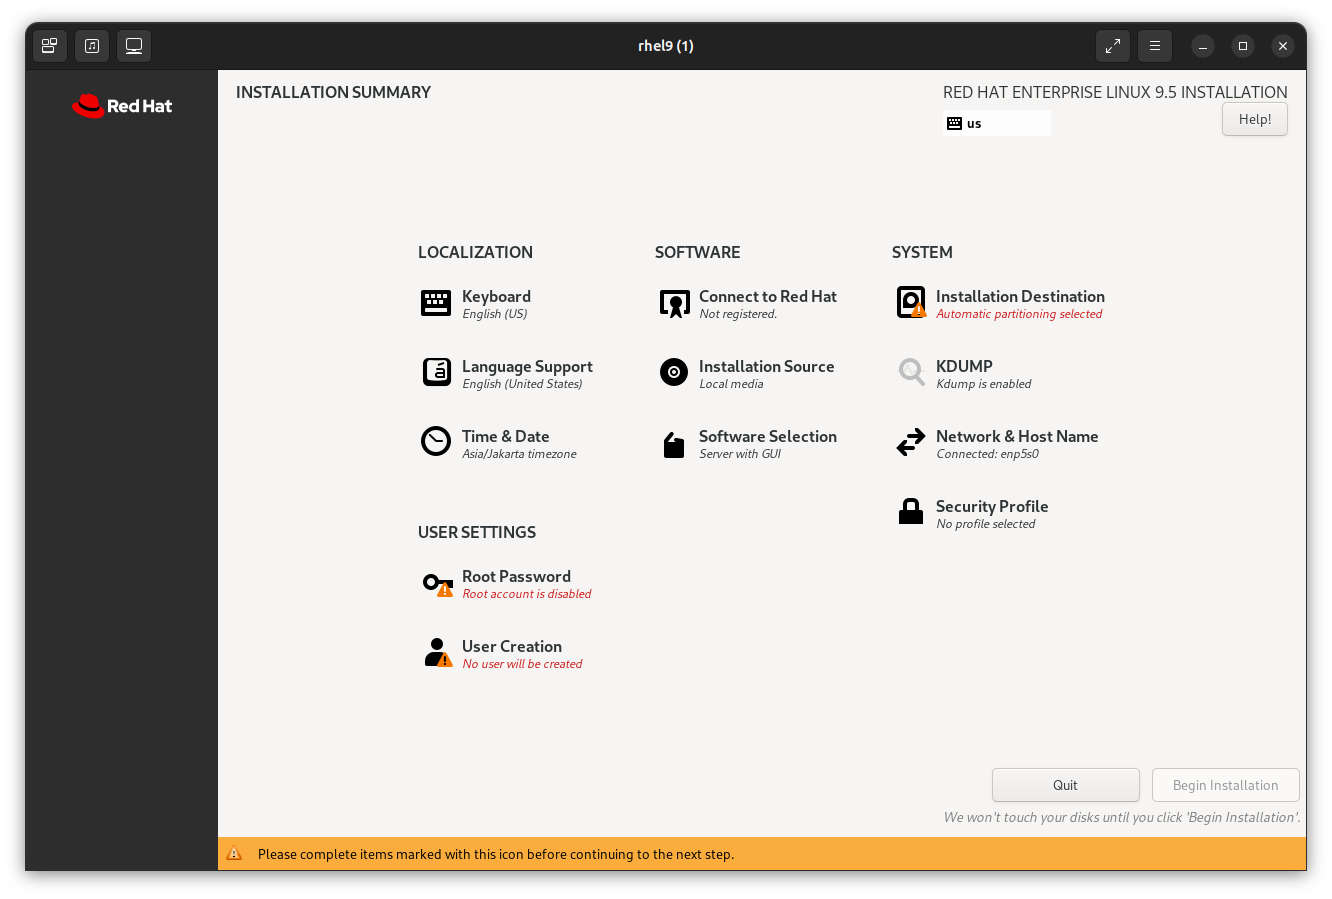 rhel9 (1)
Red Hat
INSTALLATION SUMMARY
RED HAT ENTERPRISE LINUX 9.5 INSTALLATION
us
Help!
LOCALIZATION
Keyboard
English (US)
Language Support
English (United States)
Time & Date
Asia/Jakarta timezone
SOFTWARE
Connect to Red Hat
Not registered.
Installation Source
Local media
Software Selection
Server with GUI
SYSTEM
Installation Destination
Automatic partitioning selected
KDUMP
Kdump is enabled
Network & Host Name
Connected: enp5s0
Security Profile
No profile selected
USER SETTINGS
Root Password
Root account is disabled
User Creation
No user will be created
Quit
Begin Installation
We won't touch your disks until you click 'Begin Installation'.
Please complete items marked with this icon before continuing to the next step.